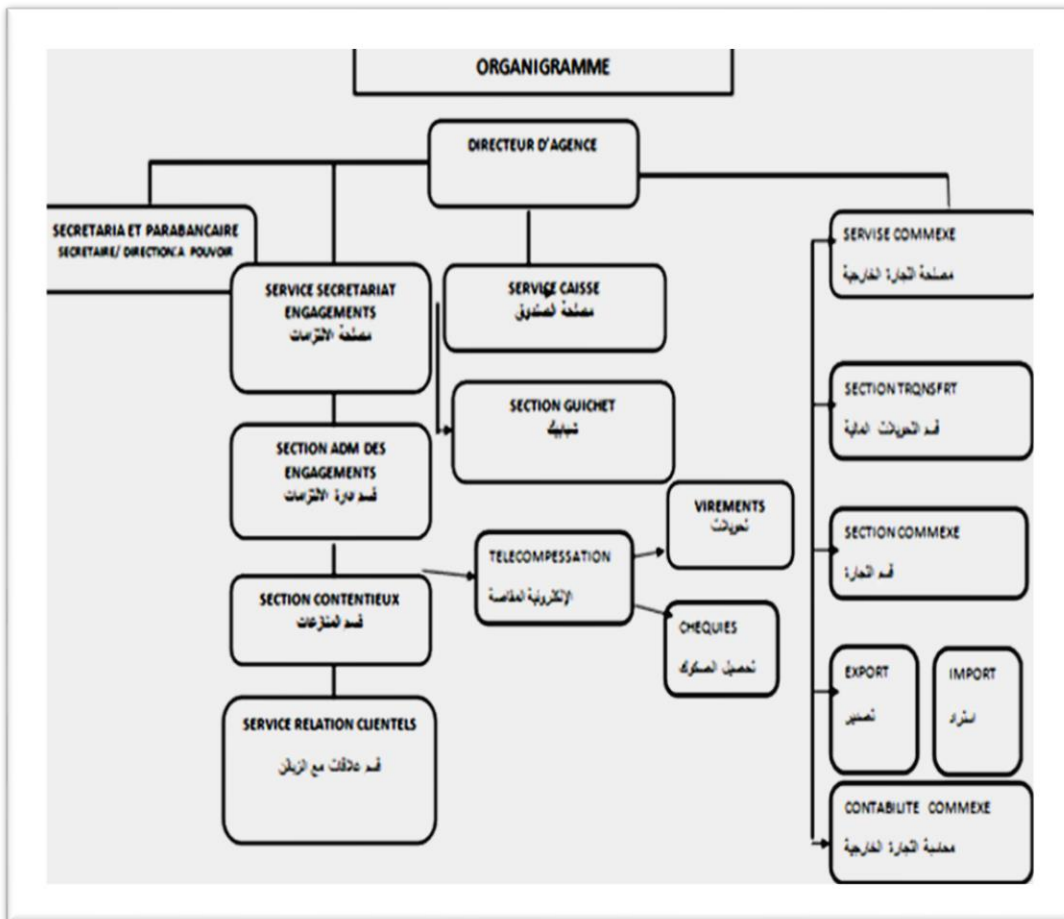 ORGANIGRAMME
DIRECTEUR D'AGENCE
SECRETARIA ET PARABANCAIRE
SECRETAIRE/ DIRECTION:A POUVOIR
SERVICE SECRETARIAT
ENGAGEMENTS
مصلحة الالتزامات
SECTION ADM DES
ENGAGEMENTS
قسم ادارة الالتزامات
SECTION CONTENTIEUX
قسم المنازعات
SERVICE RELATION CLIENTELS
قسم علاقات مع الزبائن
SERVICE CAISSE
مصلحة الصندوق
SECTION GUICHET
شبابيك
TELECOMPESSATION
الإلكترونية المقاصة
VIREMENTS
تحويلات
CHEQUIES
تحصيل الصكوك
SERVISE COMMEXE
مصلحة التجارة الخارجية
SECTION TRQNSFRT
قسم التحويلات المالية
SECTION COMMEXE
قسم التجارة
EXPORT
تصدير
IMPORT
استراد
CONTABILITE COMMEXE
محاسبة التجارة الخارجية